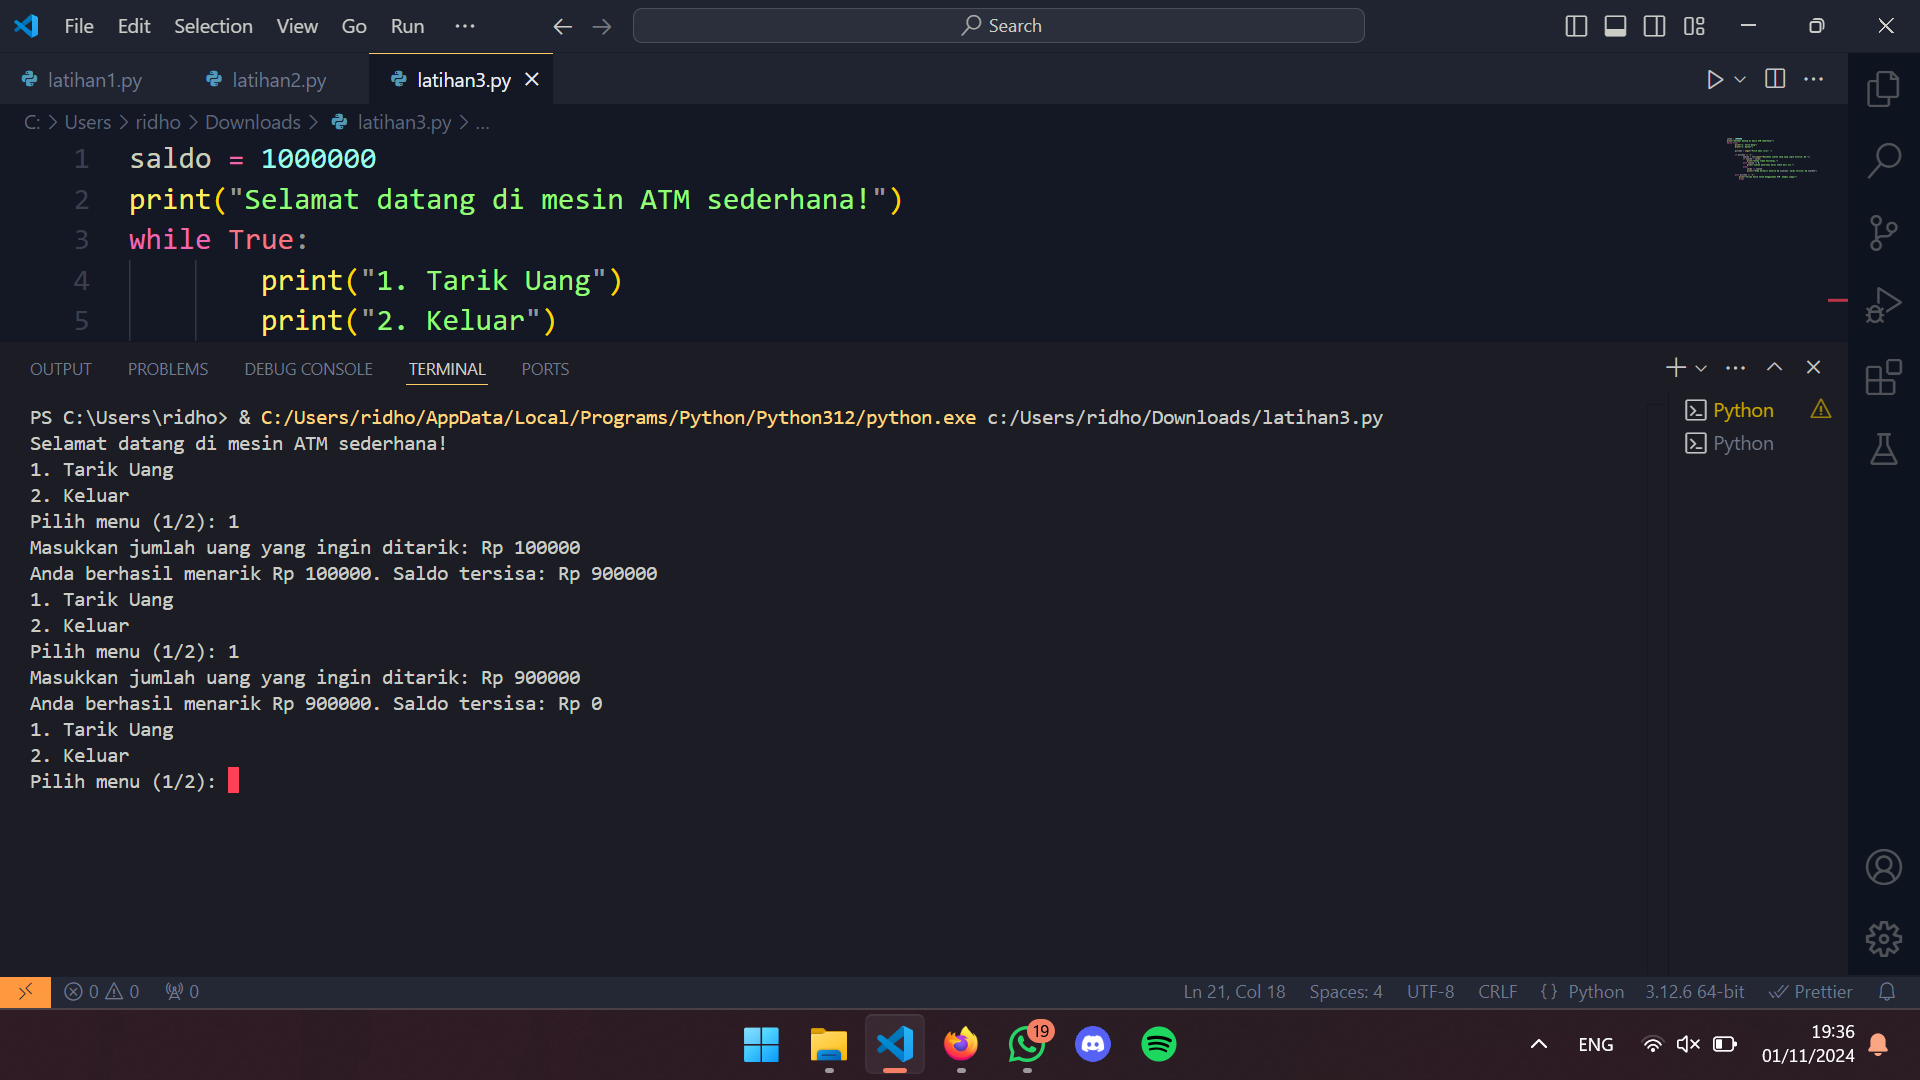 File Edit Selection View Go Run ··· Search
latihan1.py latihan2.py latihan3.py
C: > Users > ridho > Downloads > latihan3.py > ...
1 saldo = 1000000
2 print("Selamat datang di mesin ATM sederhana!")
3 while True:
4 print("1. Tarik Uang")
5 print("2. Keluar")
OUTPUT PROBLEMS DEBUG CONSOLE TERMINAL PORTS
PS C:\Users\ridho> & C:/Users/ridho/AppData/Local/Programs/Python/Python312/python.exe c:/Users/ridho/Downloads/latihan3.py
Selamat datang di mesin ATM sederhana!
1. Tarik Uang
2. Keluar
Pilih menu (1/2): 1
Masukkan jumlah uang yang ingin ditarik: Rp 100000
Anda berhasil menarik Rp 100000. Saldo tersisa: Rp 900000
1. Tarik Uang
2. Keluar
Pilih menu (1/2): 1
Masukkan jumlah uang yang ingin ditarik: Rp 900000
Anda berhasil menarik Rp 900000. Saldo tersisa: Rp 0
1. Tarik Uang
2. Keluar
Pilih menu (1/2):
Python
Python
0 0 0 Ln 21, Col 18 Spaces: 4 UTF-8 CRLF {} Python 3.12.6 64-bit Prettier
19
ENG
19:36
01/11/2024